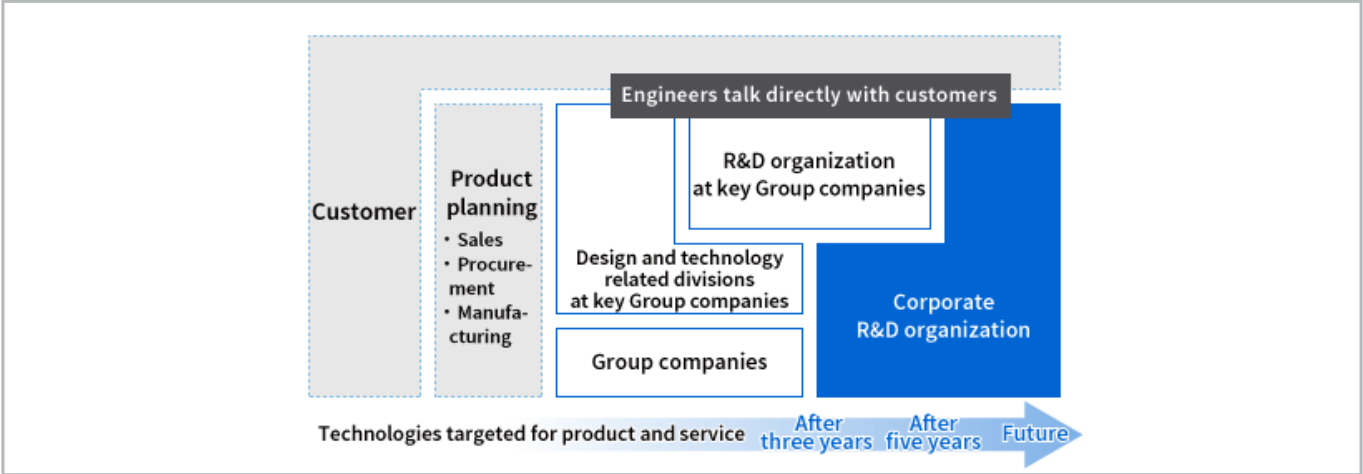 Engineers talk directly with customers
Customer
Product
planning
・Sales
・Procure-
ment
・Manufa-
cturing
R&D organization
at key Group companies
Design and technology
related divisions
at key Group companies
Group companies
Corporate
R&D organization
Technologies targeted for product and service
After
three years
After
five years
Future